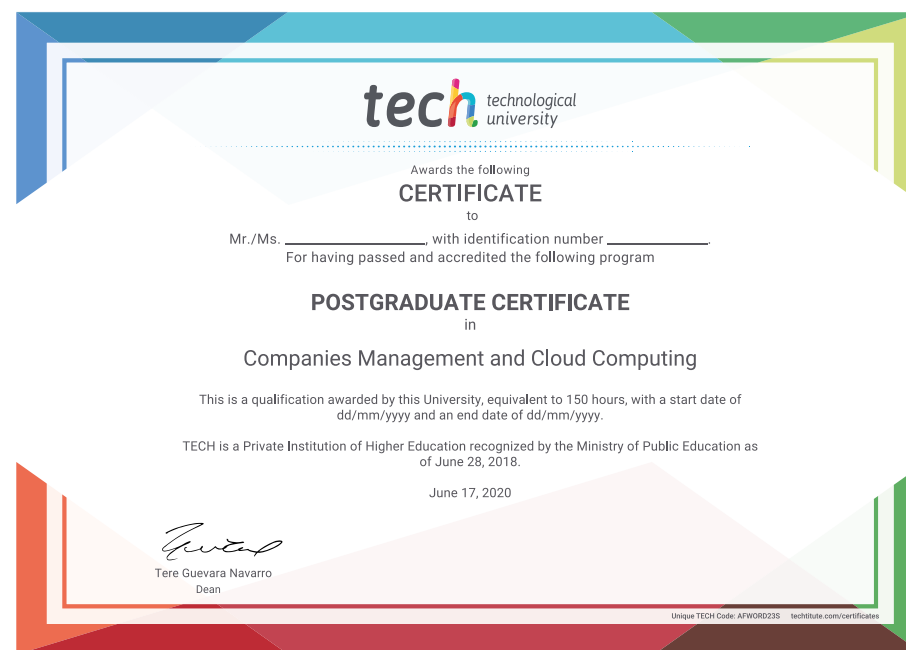 tech technological
university
Awards the following
CERTIFICATE
to
Mr./Ms. ____________________, with identification number ______________.
For having passed and accredited the following program
POSTGRADUATE CERTIFICATE
in
Companies Management and Cloud Computing
This is a qualification awarded by this University, equivalent to 150 hours, with a start date of
dd/mm/yyyy and an end date of dd/mm/yyyy.
TECH is a Private Institution of Higher Education recognized by the Ministry of Public Education as
of June 28, 2018.
June 17, 2020
Tere Guevara Navarro
Dean
Unique TECH Code: AFWORD23S techtitute.com/certificates